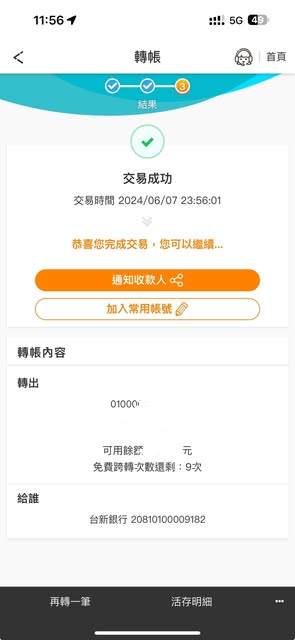 11:56
5G 49
轉帳
首頁
3
結果
交易成功
交易時間 2024/06/07 23:56:01
恭喜您完成交易，您可以繼續...
通知收款人
加入常用帳號
轉帳內容
轉出
0100
可用餘 元
免費跨轉次數還剩：9次
給誰
台新銀行 20810100009182
再轉一筆
活存明細